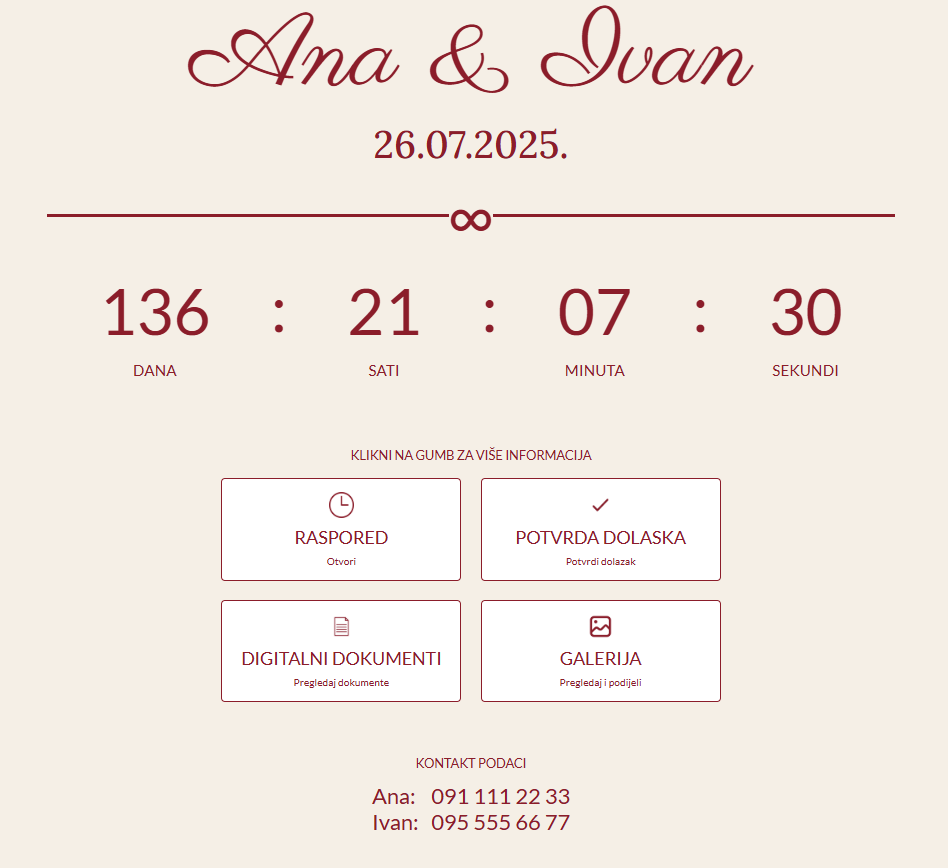 Ana & Ivan
26.07.2025.
136 : 21 : 07 : 30
DANA SATI MINUTA SEKUNDI
KLIKNI NA GUMB ZA VIŠE INFORMACIJA
RASPORED
Otvori
POTVRDA DOLASKA
Potvrdi dolazak
DIGITALNI DOKUMENTI
Pregledaj dokumente
GALERIJA
Pregledaj i podijeli
KONTAKT PODACI
Ana: 091 111 22 33
Ivan: 095 555 66 77